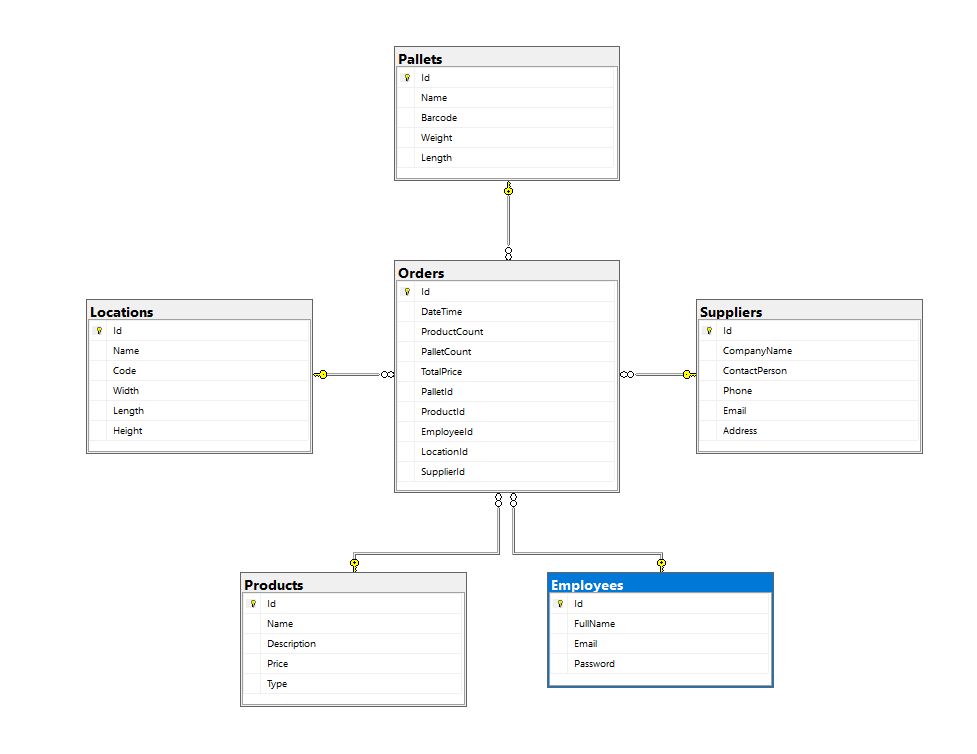 Pallets
Id
Name
Barcode
Weight
Length
Orders
Id
DateTime
ProductCount
PalletCount
TotalPrice
PalletId
ProductId
EmployeeId
LocationId
SupplierId
Locations
Id
Name
Code
Width
Length
Height
Suppliers
Id
CompanyName
ContactPerson
Phone
Email
Address
Products
Id
Name
Description
Price
Type
Employees
Id
FullName
Email
Password